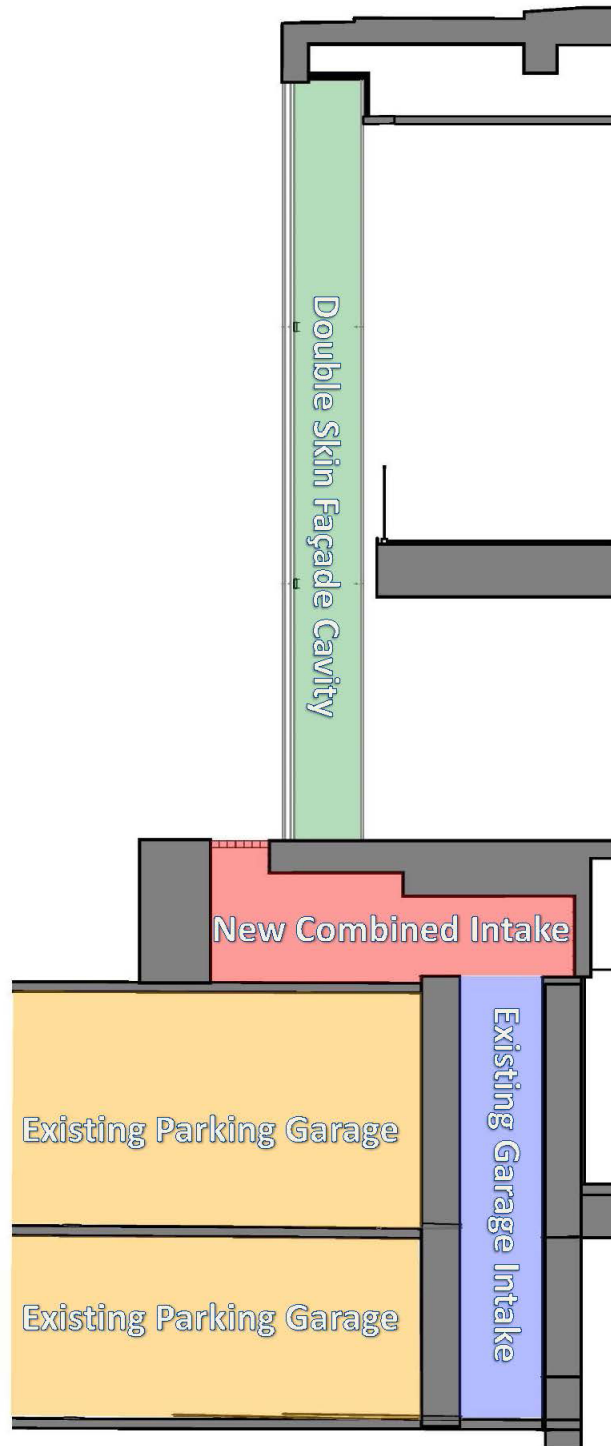 Double Skin Façade Cavity
New Combined Intake
Existing Garage Intake
Existing Parking Garage
Existing Parking Garage